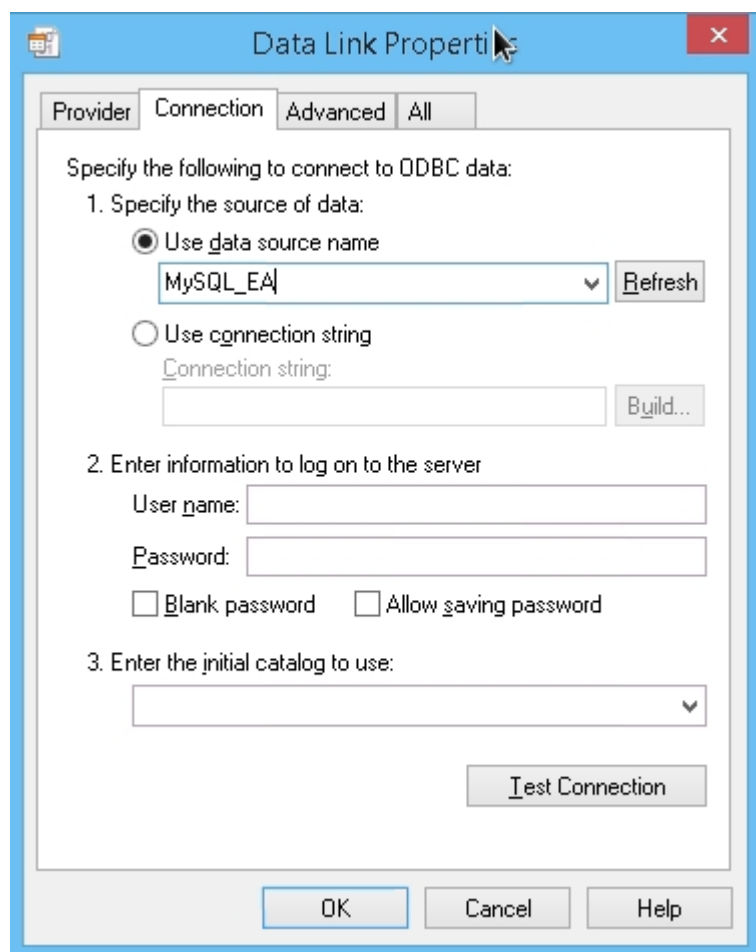 Data Link Properties
Provider Connection Advanced All
Specify the following to connect to ODBC data:
1. Specify the source of data:
Use data source name
MySQL_EA Refresh
Use connection string
Connection string:
Build...
2. Enter information to log on to the server
User name:
Password:
Blank password Allow saving password
3. Enter the initial catalog to use:
Test Connection
OK Cancel Help